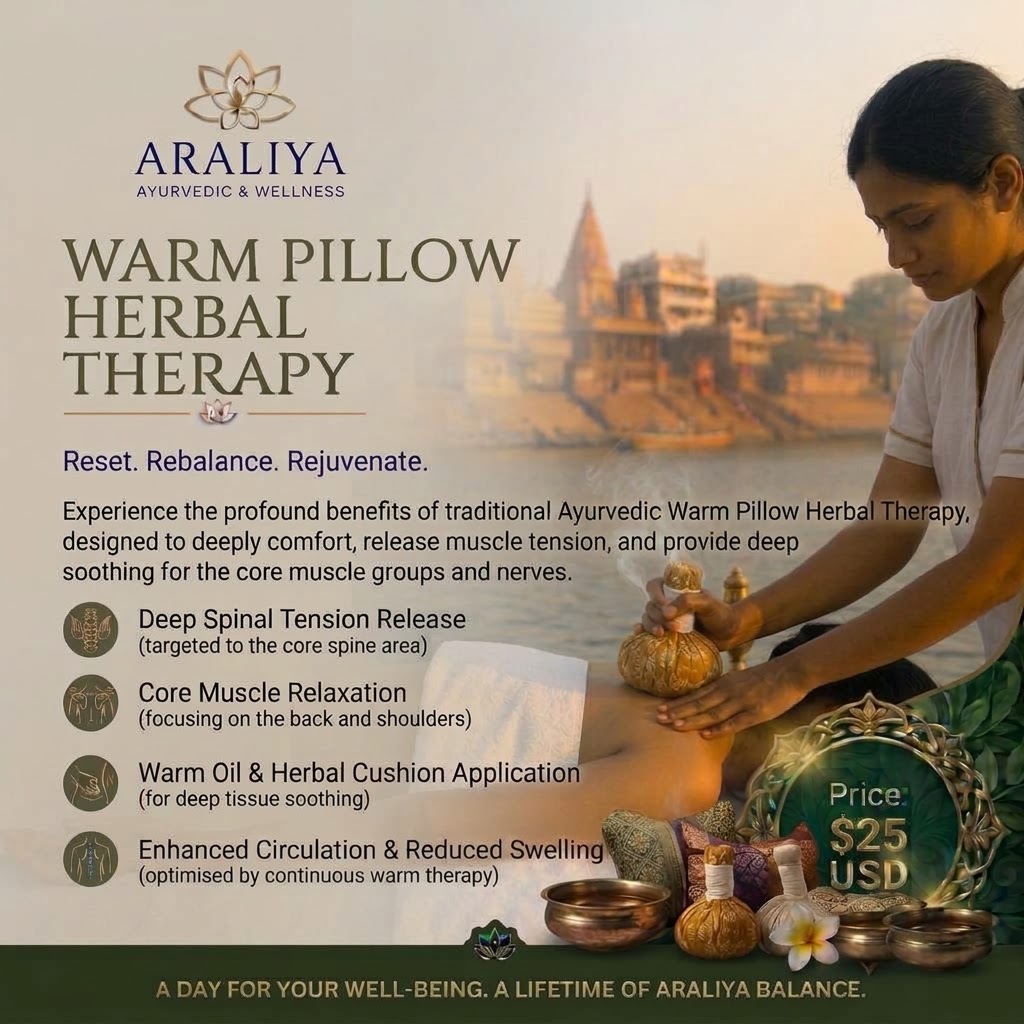 ARALIYA
AYURVEDIC & WELLNESS
WARM PILLOW
HERBAL
THERAPY
Reset. Rebalance. Rejuvenate.
Experience the profound benefits of traditional Ayurvedic Warm Pillow Herbal Therapy,
designed to deeply comfort, release muscle tension, and provide deep
soothing for the core muscle groups and nerves.
Deep Spinal Tension Release
(targeted to the core spine area)
Core Muscle Relaxation
(focusing on the back and shoulders)
Warm Oil & Herbal Cushion Application
(for deep tissue soothing)
Enhanced Circulation & Reduced Swelling
(optimised by continuous warm therapy)
Price:
$25
USD
A DAY FOR YOUR WELL-BEING. A LIFETIME OF ARALIYA BALANCE.